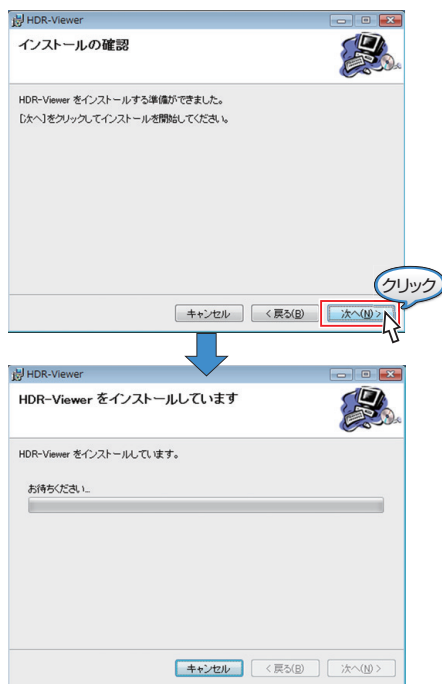 HDR-Viewer
インストールの確認
HDR-Viewer をインストールする準備ができました。
[次へ]をクリックしてインストールを開始してください。
クリック
キャンセル
< 戻る(B)
次へ(N) >
HDR-Viewer
HDR-Viewer をインストールしています
HDR-Viewer をインストールしています。
お待ちください...
キャンセル
< 戻る(B)
次へ(N) >